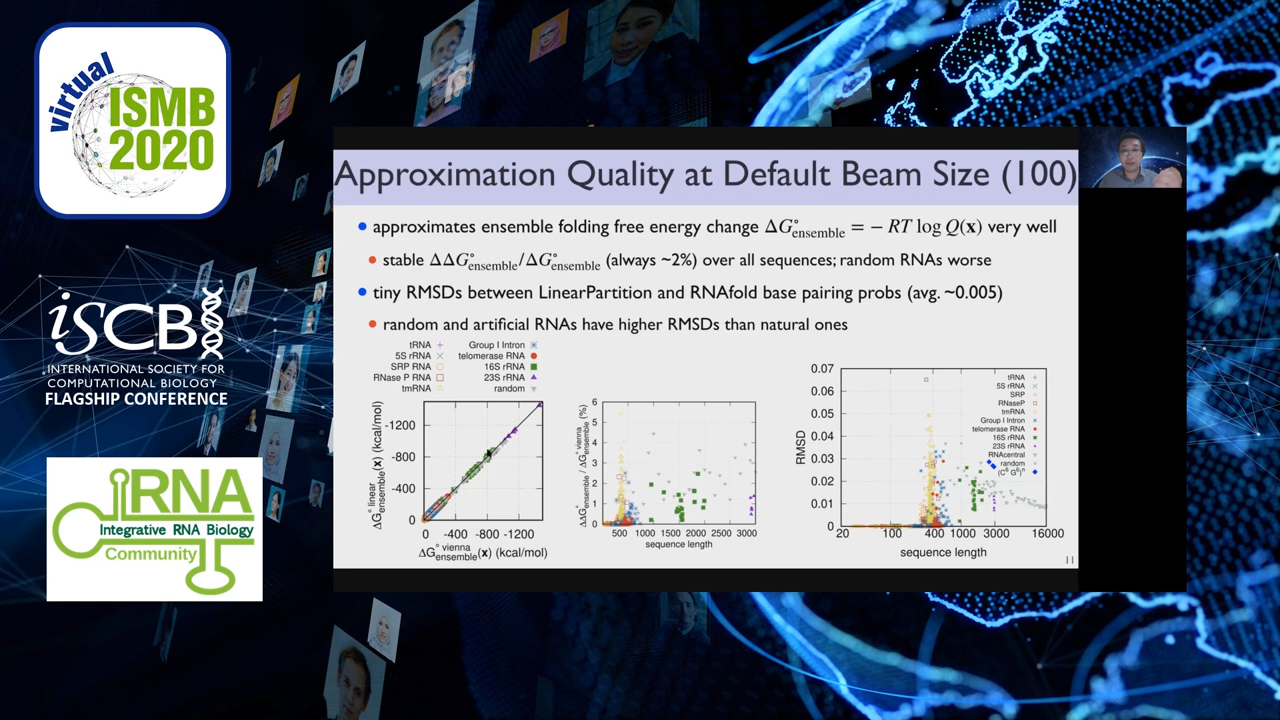 virtual
ISMB
2020
iSCB
INTERNATIONAL SOCIETY FOR
COMPUTATIONAL BIOLOGY
FLAGSHIP CONFERENCE
iRNA
Integrative RNA Biology
Community
Approximation Quality at Default Beam Size (100)
• approximates ensemble folding free energy change ΔG°ensemble = − RT log Q(x) very well
• stable ΔΔG°ensemble/ΔG°ensemble (always ~2%) over all sequences; random RNAs worse
• tiny RMSDs between LinearPartition and RNAfold base pairing probs (avg. ~0.005)
• random and artificial RNAs have higher RMSDs than natural ones
tRNA
5S rRNA
SRP RNA
RNase P RNA
tmRNA
Group I Intron
telomerase RNA
16S rRNA
23S rRNA
random
ΔG°linear ensemble(x) (kcal/mol)
-1200
-800
-400
0
0 -400 -800 -1200
ΔG°vienna ensemble(x) (kcal/mol)
ΔΔG°ensemble / ΔG°vienna ensemble (%)
6
5
4
3
2
1
0
500 1000 1500 2000 2500 3000
sequence length
RMSD
0.07
0.06
0.05
0.04
0.03
0.02
0.01
0
20 100 400 1000 3000 16000
sequence length
tRNA
5S rRNA
SRP
RNaseP
tmRNA
Group I Intron
telomerase RNA
16S rRNA
23S rRNA
RNAcentral
random
11